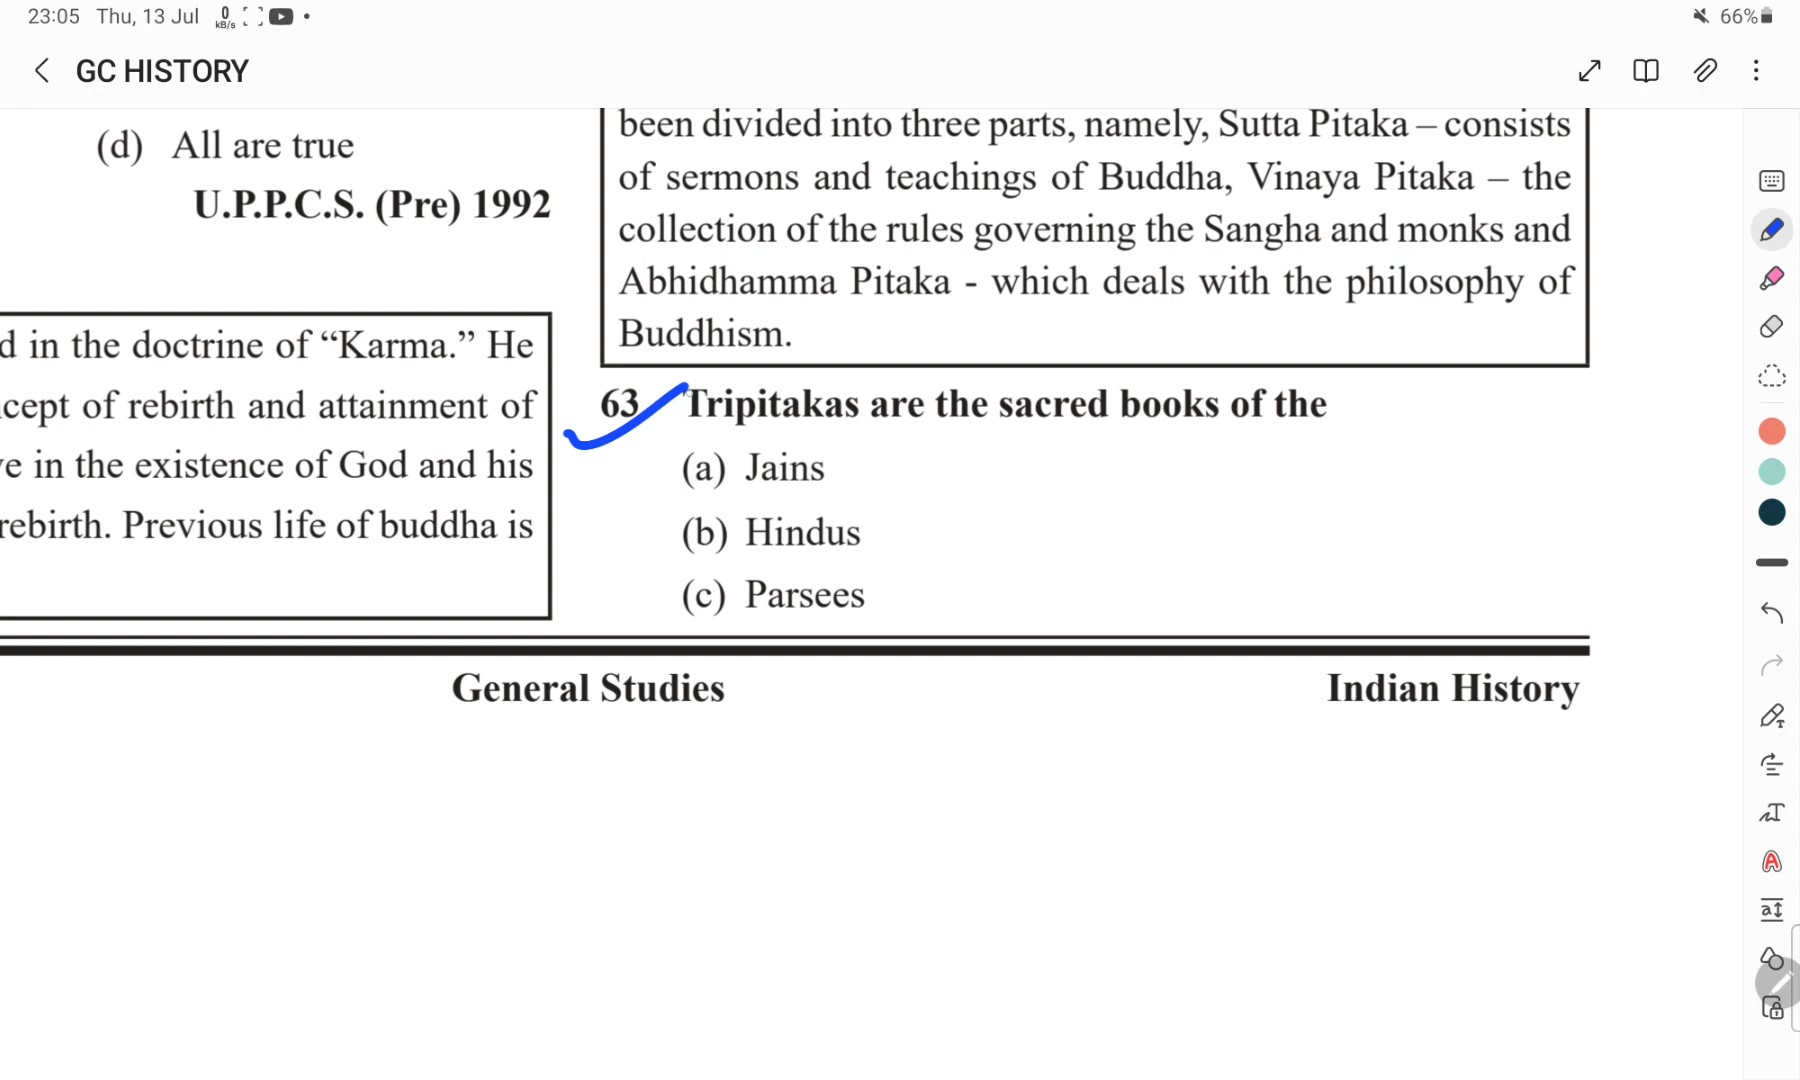 23:05 Thu, 13 Jul 0 kB/s 66%
GC HISTORY
(d) All are true
U.P.P.C.S. (Pre) 1992
in the doctrine of “Karma.” He
of rebirth and attainment of
in the existence of God and his
rebirth. Previous life of buddha is
been divided into three parts, namely, Sutta Pitaka – consists
of sermons and teachings of Buddha, Vinaya Pitaka – the
collection of the rules governing the Sangha and monks and
Abhidhamma Pitaka - which deals with the philosophy of
Buddhism.
63 Tripitakas are the sacred books of the
(a) Jains
(b) Hindus
(c) Parsees
General Studies Indian History